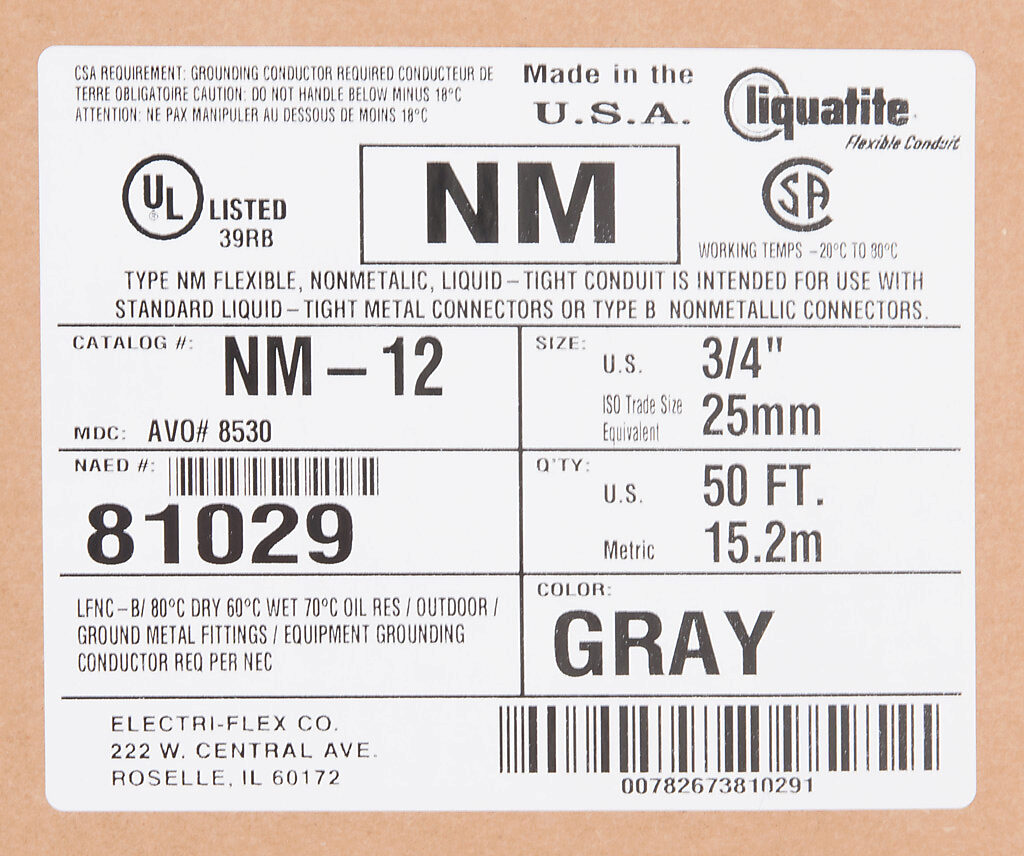 CSA REQUIREMENT: GROUNDING CONDUCTOR REQUIRED CONDUCTEUR DE
TERRE OBLIGATOIRE CAUTION: DO NOT HANDLE BELOW MINUS 18°C
ATTENTION: NE PAX MANIPULER AU DESSOUS DE MOINS 18°C
Made in the
U.S.A.
liquatite
Flexible Conduit
UL
®
LISTED
39RB
NM
CSA
WORKING TEMPS -20°C TO 80°C
TYPE NM FLEXIBLE, NONMETALIC, LIQUID-TIGHT CONDUIT IS INTENDED FOR USE WITH
STANDARD LIQUID-TIGHT METAL CONNECTORS OR TYPE B NONMETALLIC CONNECTORS.
CATALOG #: NM-12
MDC: AVO# 8530
SIZE:
U.S. 3/4"
ISO Trade Size
Equivalent 25mm
NAED #:
81029
Q'TY:
U.S. 50 FT.
Metric 15.2m
LFNC-B/ 80°C DRY 60°C WET 70°C OIL RES / OUTDOOR /
GROUND METAL FITTINGS / EQUIPMENT GROUNDING
CONDUCTOR REQ PER NEC
COLOR:
GRAY
ELECTRI-FLEX CO.
222 W. CENTRAL AVE.
ROSELLE, IL 60172
00782673810291